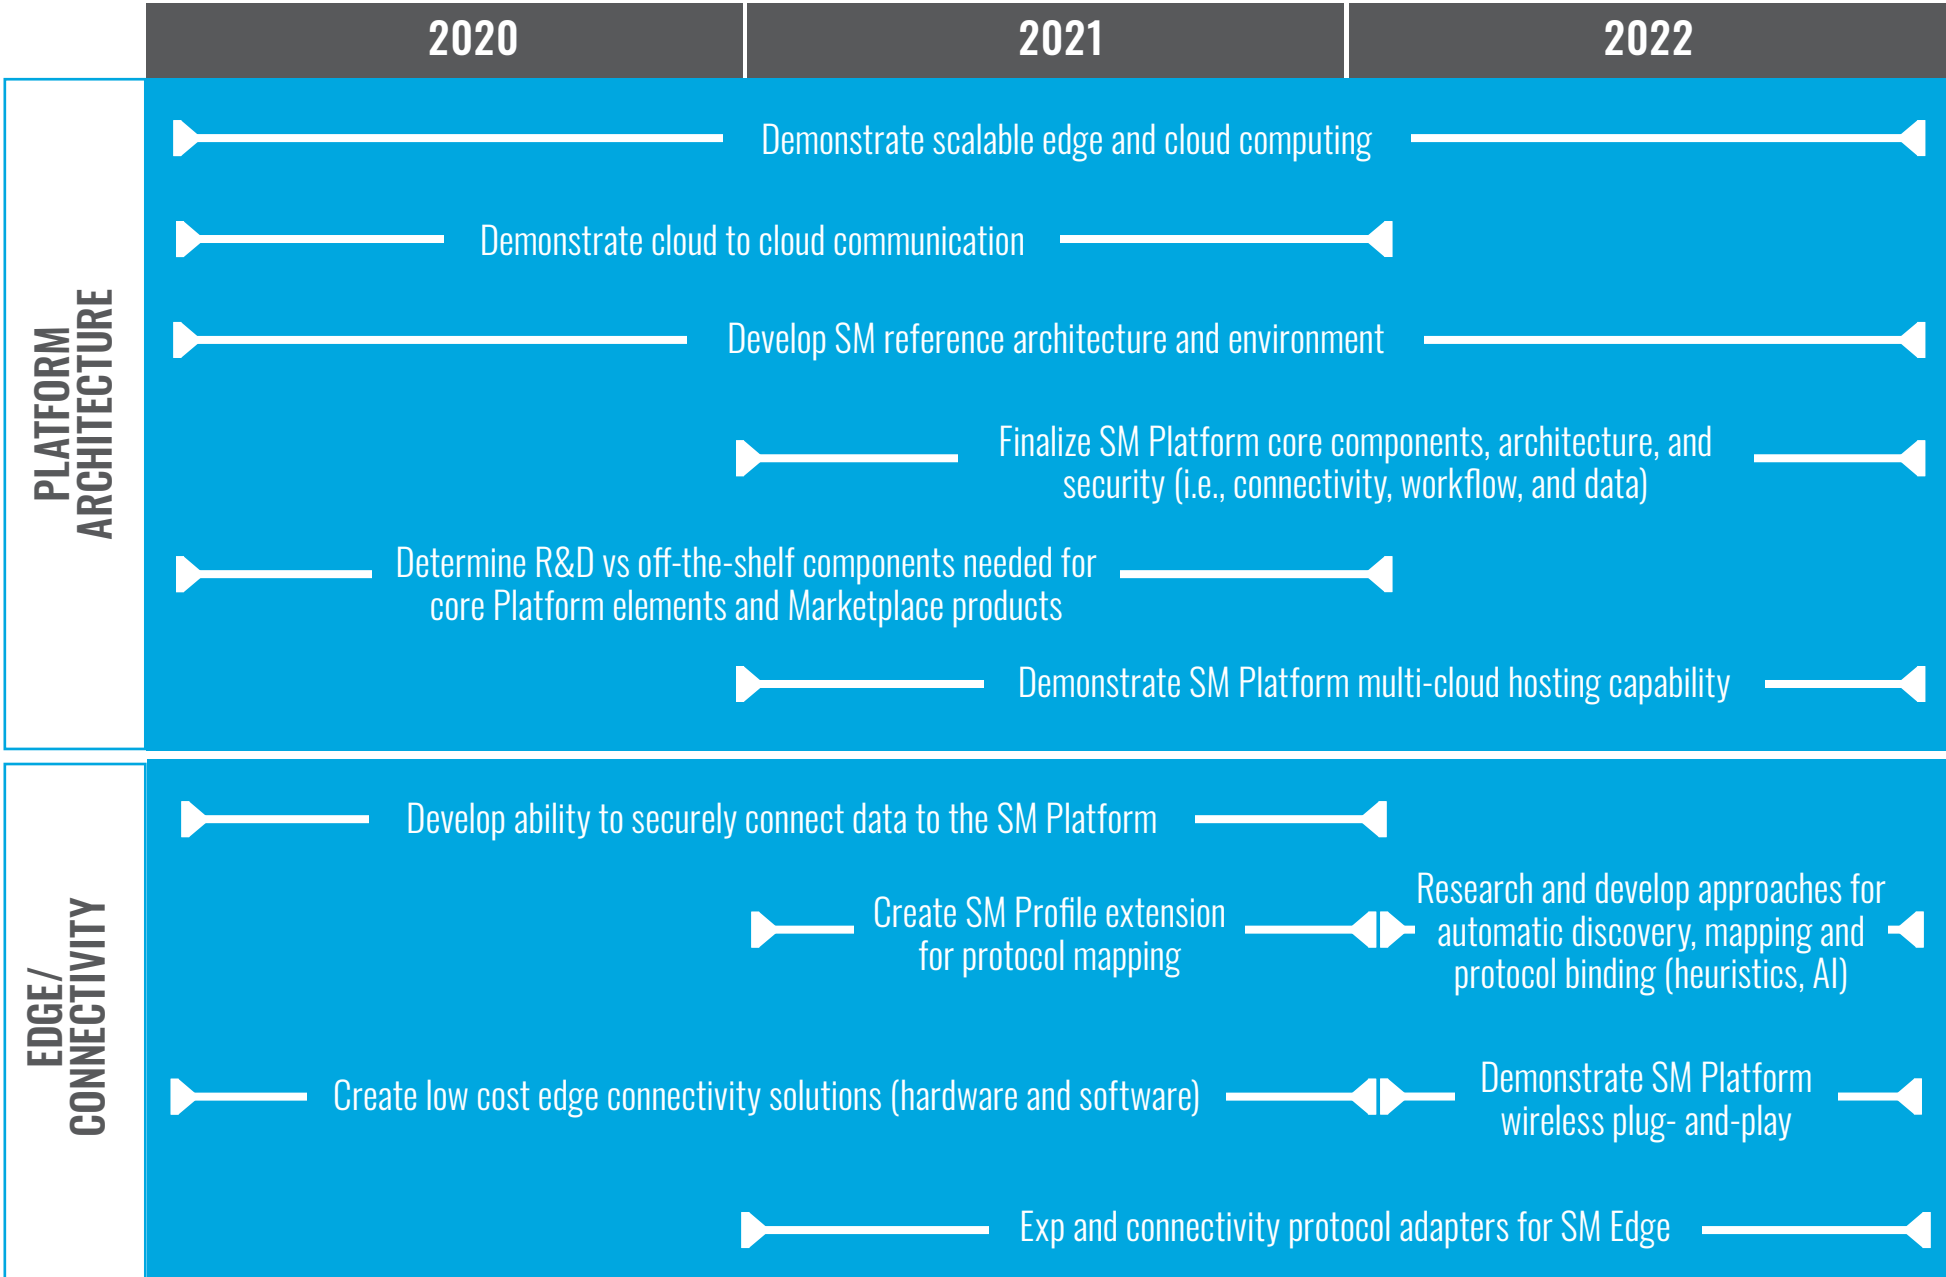 2020
2021
2022
PLATFORM
ARCHITECTURE
Demonstrate scalable edge and cloud computing
Demonstrate cloud to cloud communication
Develop SM reference architecture and environment
Finalize SM Platform core components, architecture, and
security (i.e., connectivity, workflow, and data)
Determine R&D vs off-the-shelf components needed for
core Platform elements and Marketplace products
Demonstrate SM Platform multi-cloud hosting capability
EDGE/
CONNECTIVITY
Develop ability to securely connect data to the SM Platform
Create SM Profile extension
for protocol mapping
Research and develop approaches for
automatic discovery, mapping and
protocol binding (heuristics, AI)
Create low cost edge connectivity solutions (hardware and software)
Demonstrate SM Platform
wireless plug- and-play
Exp and connectivity protocol adapters for SM Edge